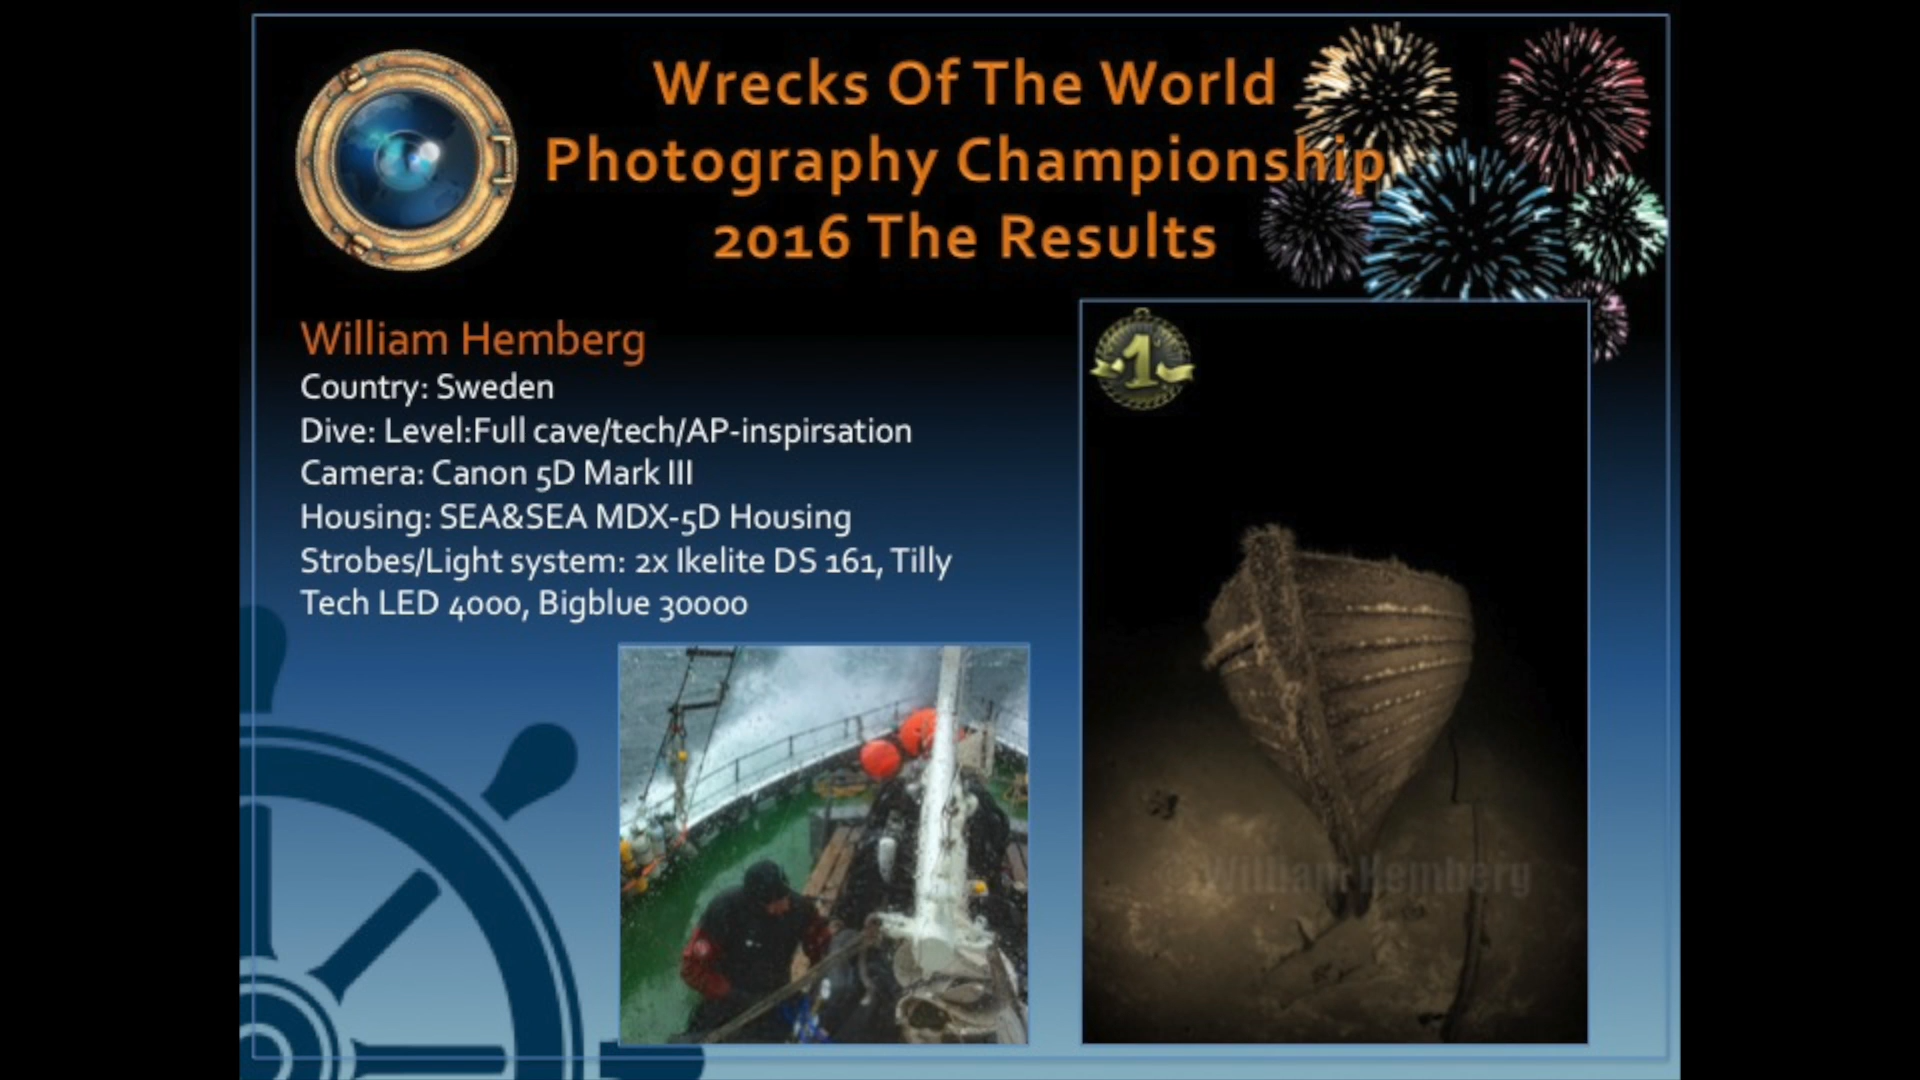 Wrecks Of The World
Photography Championship
2016 The Results
William Hemberg
Country: Sweden
Dive: Level:Full cave/tech/AP-inspirsation
Camera: Canon 5D Mark III
Housing: SEA&SEA MDX-5D Housing
Strobes/Light system: 2x Ikelite DS 161, Tilly
Tech LED 4000, Bigblue 30000
1
© William Hemberg